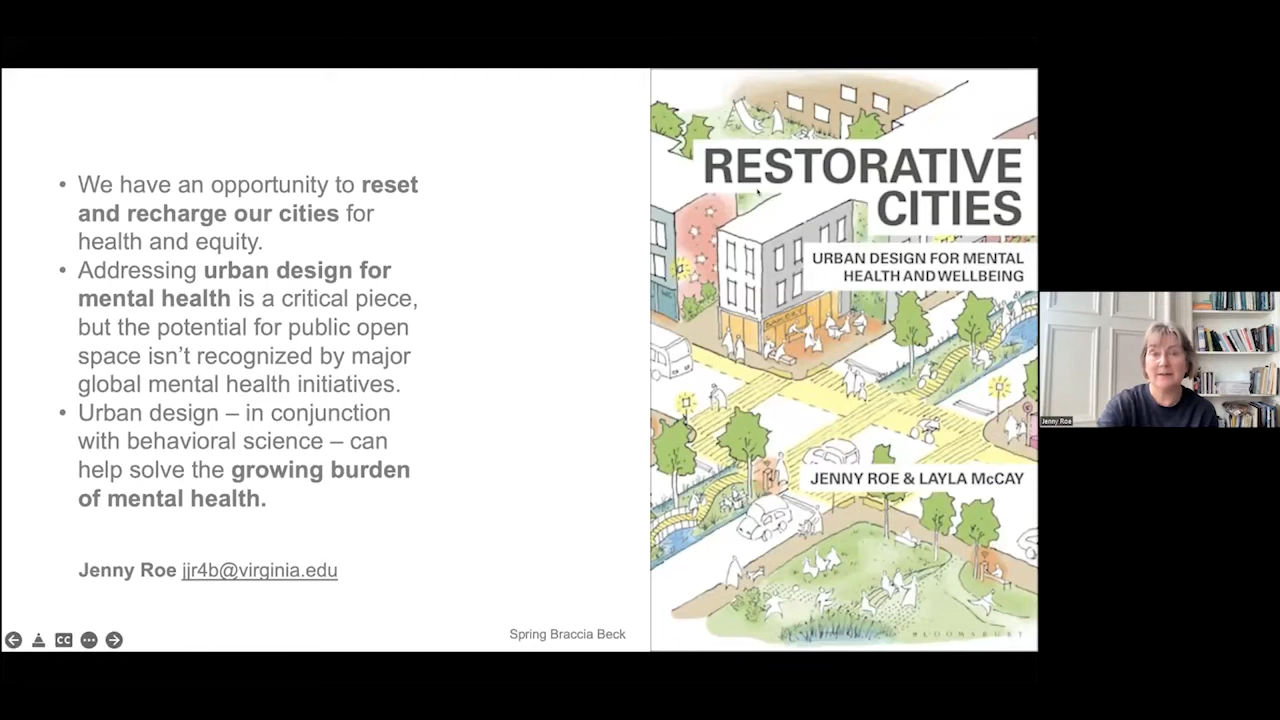 • We have an opportunity to reset
and recharge our cities for
health and equity.
• Addressing urban design for
mental health is a critical piece,
but the potential for public open
space isn’t recognized by major
global mental health initiatives.
• Urban design – in conjunction
with behavioral science – can
help solve the growing burden
of mental health.
Jenny Roe jjr4b@virginia.edu
CC
Spring Braccia Beck
RESTORATIVE
CITIES
URBAN DESIGN FOR MENTAL
HEALTH AND WELLBEING
BAKERY
JENNY ROE & LAYLA McCAY
BLOOMSBURY
Jenny Roe